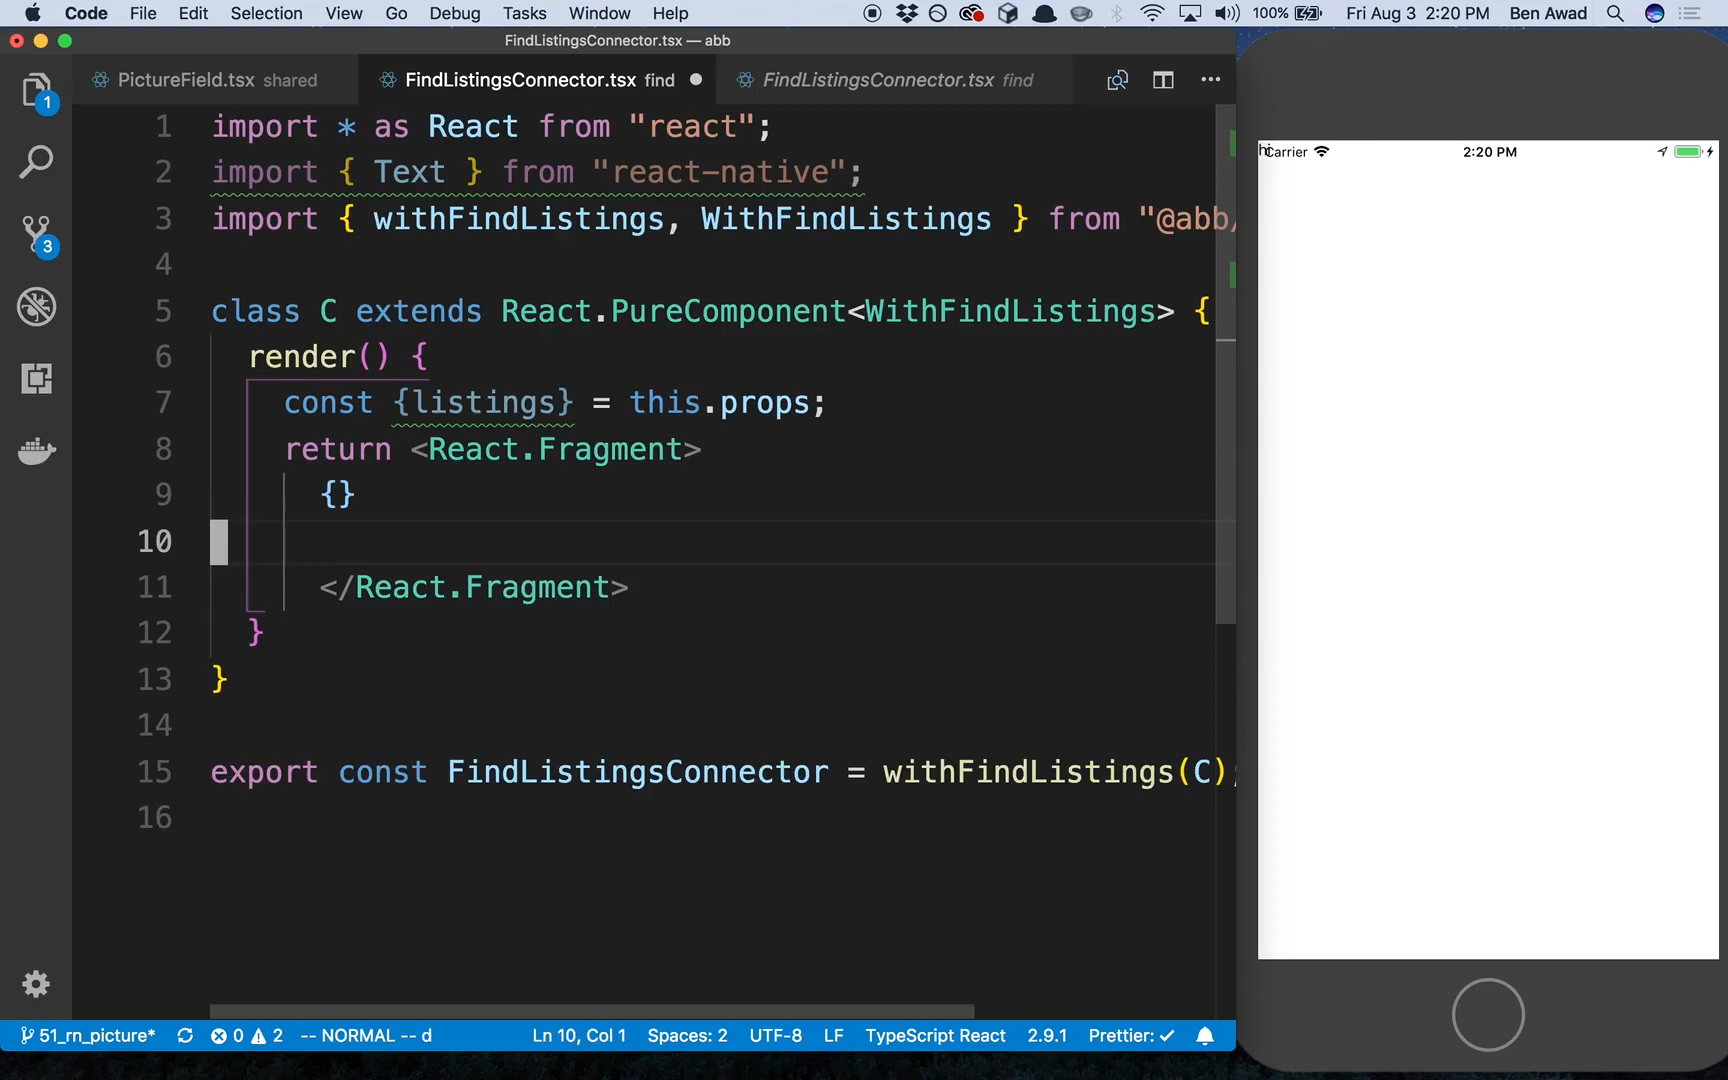 Code File Edit Selection View Go Debug Tasks Window Help 100% Fri Aug 3 2:20 PM Ben Awad
FindListingsConnector.tsx — abb
PictureField.tsx shared FindListingsConnector.tsx find FindListingsConnector.tsx find
1 import * as React from "react";
2 import { Text } from "react-native";
3 import { withFindListings, WithFindListings } from "@abb/
4
5 class C extends React.PureComponent<WithFindListings> {
6 render() {
7 const {listings} = this.props;
8 return <React.Fragment>
9 {}
10
11 </React.Fragment>
12 }
13 }
14
15 export const FindListingsConnector = withFindListings(C);
16
1
3
hi
Carrier 2:20 PM
51_rn_picture* 0 2 -- NORMAL -- d Ln 10, Col 1 Spaces: 2 UTF-8 LF TypeScript React 2.9.1 Prettier: ✓